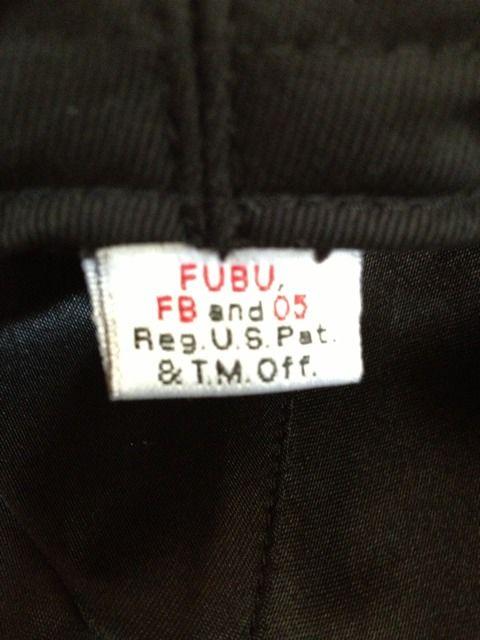 FUBU,
FB and 05
Reg. U.S. Pat.
& T.M. Off.